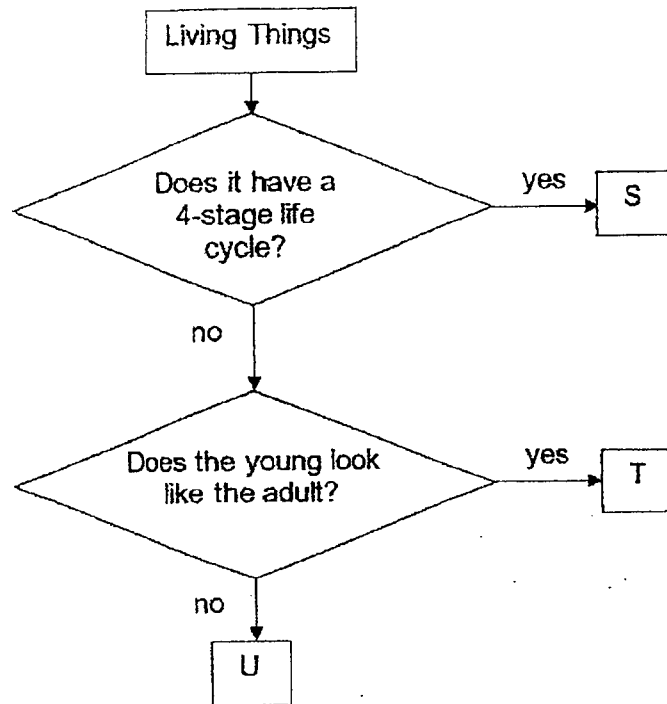 Living Things
Does it have a
4-stage life
cycle?
yes
S
no
Does the young look
like the adult?
yes
T
no
U